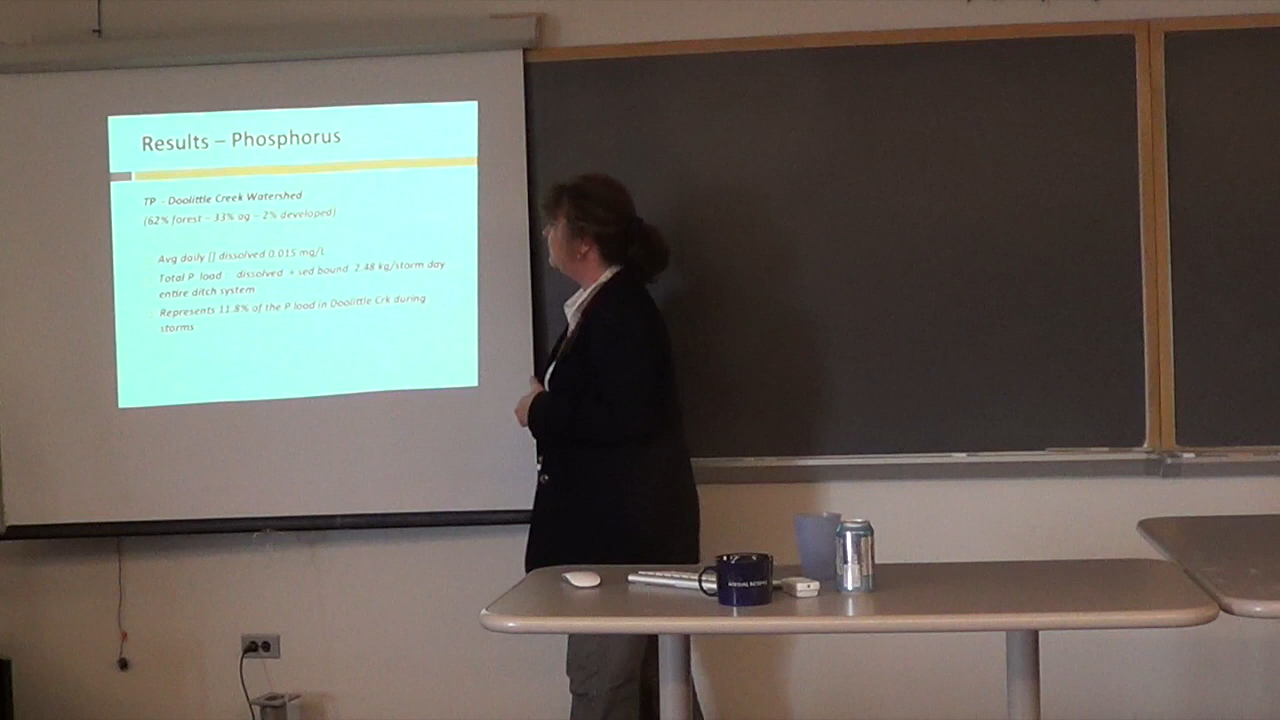 Results – Phosphorus
TP - Doolittle Creek Watershed
(62% forest – 33% ag – 2% developed)
Avg daily [] dissolved 0.015 mg/L
Total P load : dissolved + sed bound 2.48 kg/storm day
entire ditch system
Represents 11.8% of the P load in Doolittle Crk during
storms